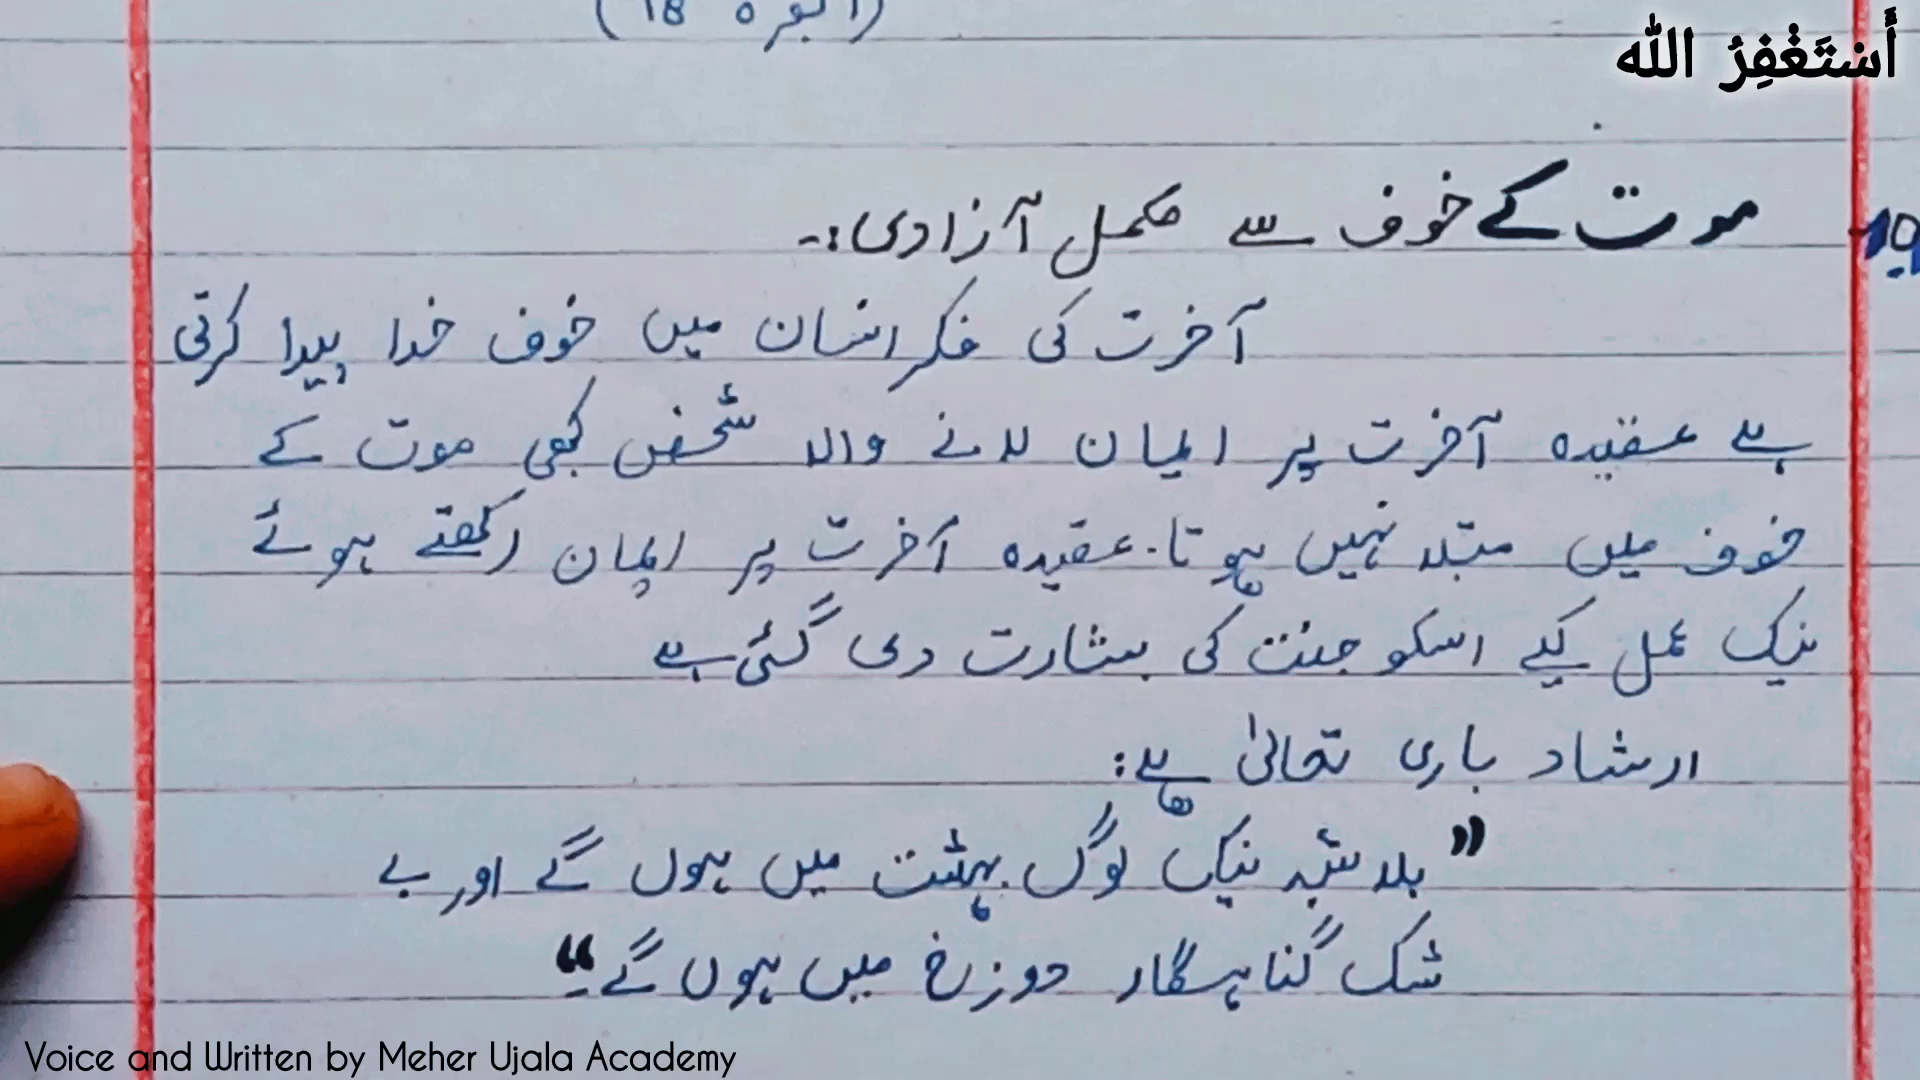 (البقرہ 18)
أَسْتَغْفِرُ الله
19۔ موت کے خوف سے مکمل آزادی:۔
آخرت کی فکر انسان میں خوف خدا پیدا کرتی
ہے عقیدہ آخرت پر ایمان لانے والا شخص کبھی موت کے
خوف میں مبتلا نہیں ہوتا۔ عقیدہ آخرت پر ایمان رکھتے ہوئے
نیک عمل کیے اسکو جنت کی بشارت دی گئی ہے
ارشاد باری تعالیٰ ہے:
”بلاشبہ نیک لوگ بہشت میں ہوں گے اور بے
شک گناہگار دوزخ میں ہوں گے۔“
Voice and Written by Meher Ujala Academy